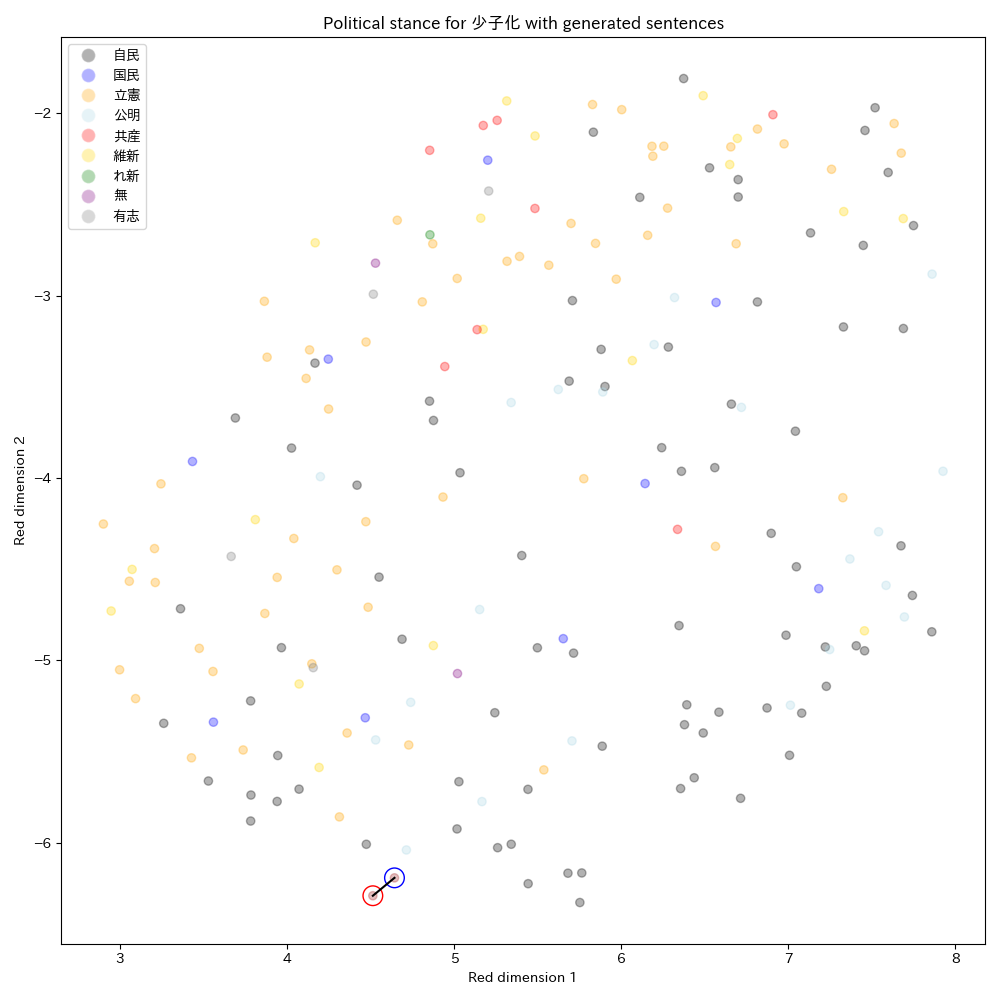 Political stance for 少子化 with generated sentences
自民
国民
立憲
公明
共産
維新
れ新
無
有志
−2
−3
−4
−5
−6
Red dimension 2
3 4 5 6 7 8
Red dimension 1